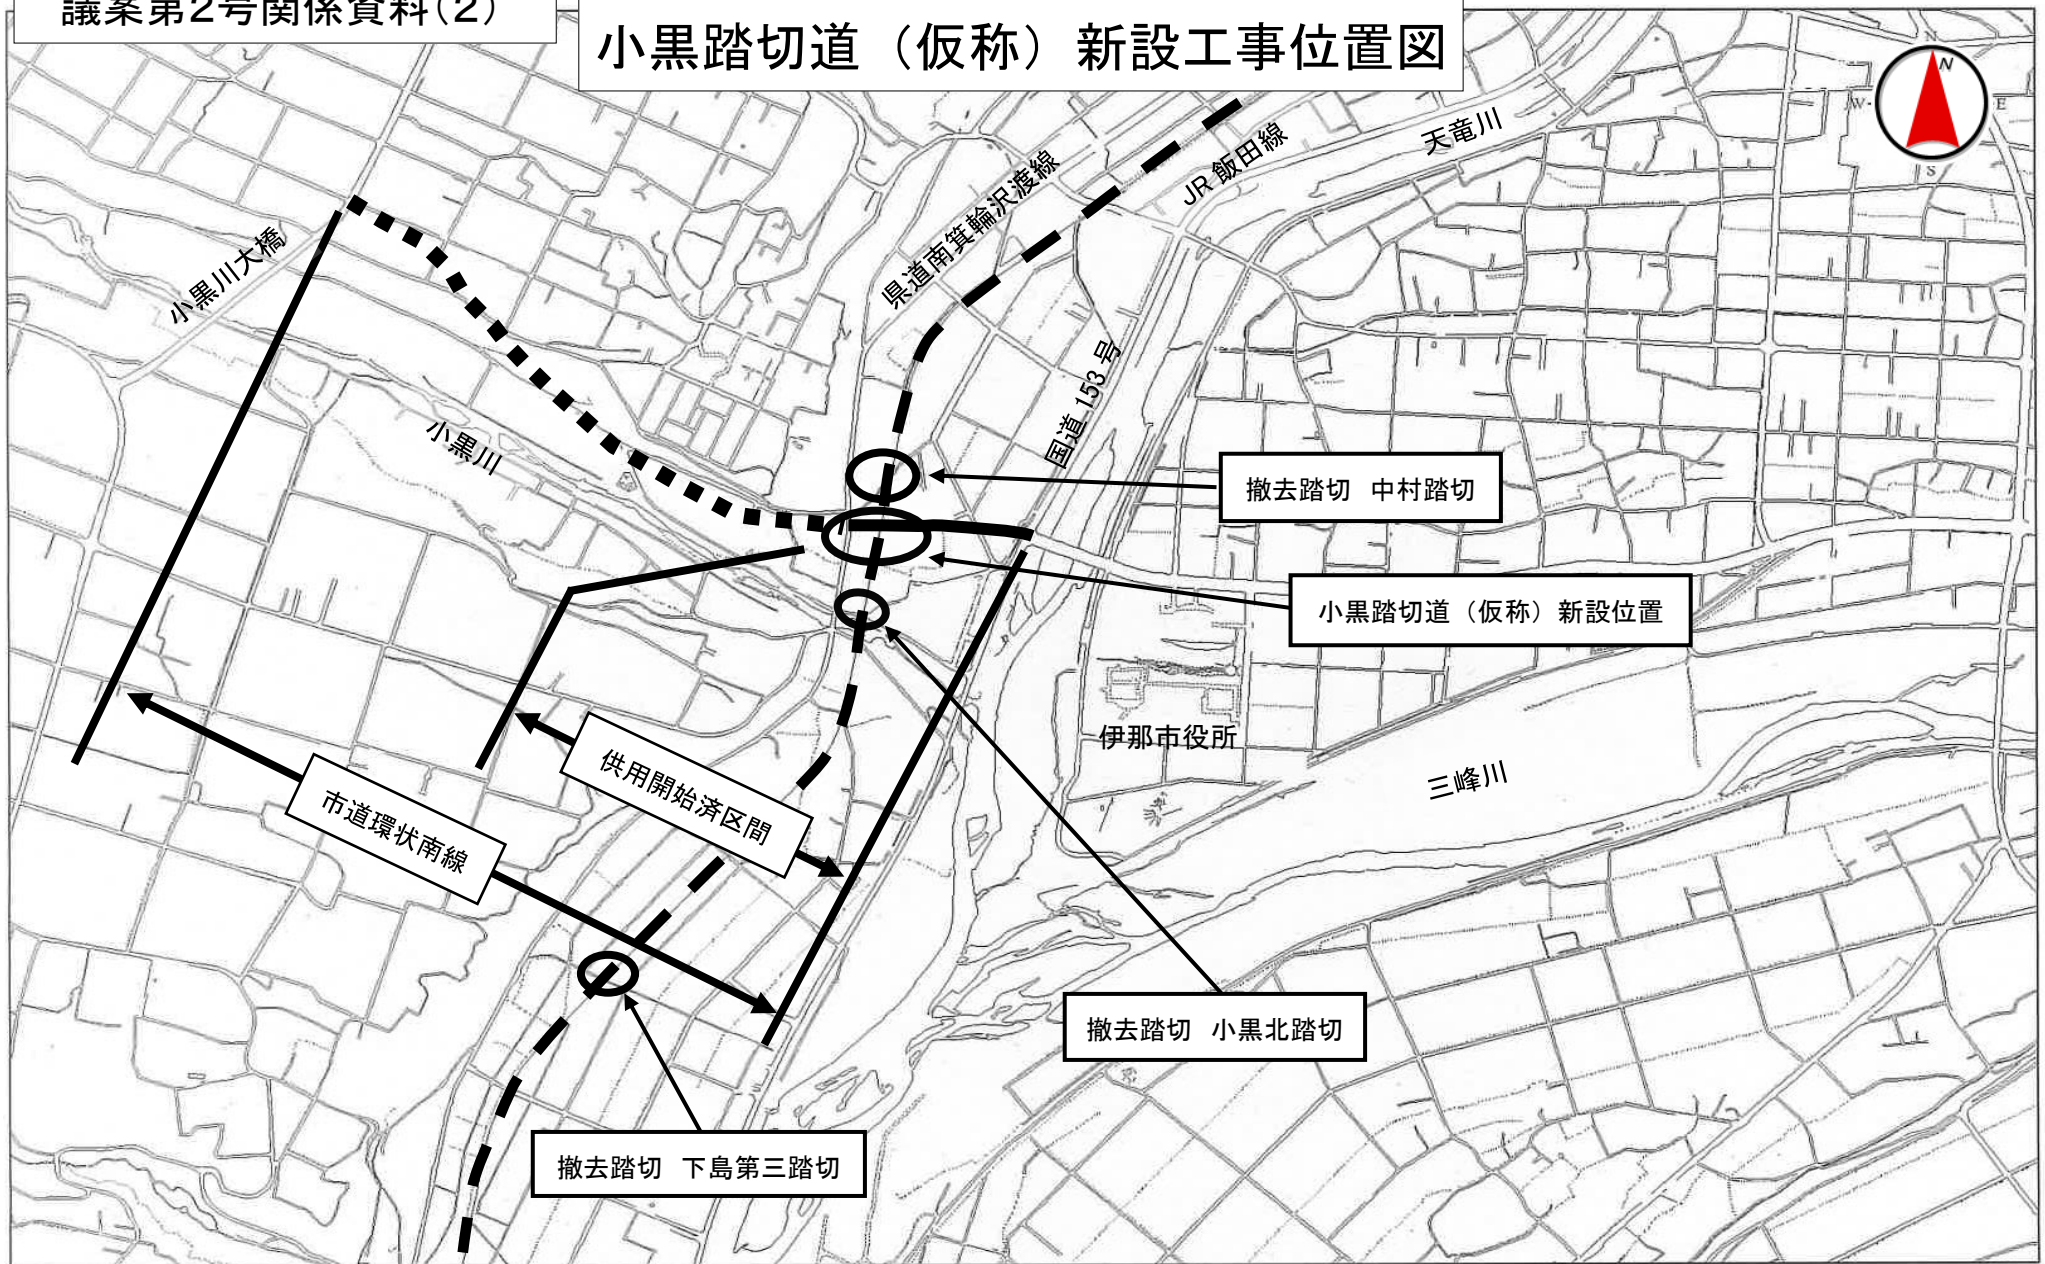 議案第2号関係資料(2)
小黒踏切道（仮称）新設工事位置図
N
N
W
E
S
天竜川
JR 飯田線
県道南箕輪沢渡線
小黒川大橋
国道 153 号
小黒川
撤去踏切　中村踏切
小黒踏切道（仮称）新設位置
伊那市役所
供用開始済区間
三峰川
市道環状南線
撤去踏切　小黒北踏切
撤去踏切　下島第三踏切